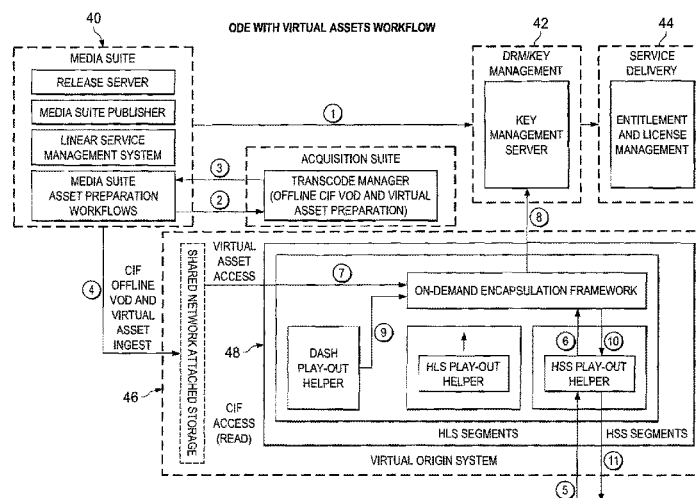 40
ODE WITH VIRTUAL ASSETS WORKFLOW
42
44
MEDIA SUITE
RELEASE SERVER
MEDIA SUITE PUBLISHER
LINEAR SERVICE
MANAGEMENT SYSTEM
MEDIA SUITE
ASSET PREPARATION
WORKFLOWS
1
3
2
ACQUISITION SUITE
TRANSCODE MANAGER
(OFFLINE CIF VOD AND VIRTUAL
ASSET PREPARATION)
DRM/KEY
MANAGEMENT
KEY
MANAGEMENT
SERVER
SERVICE
DELIVERY
ENTITLEMENT
AND LICENSE
MANAGEMENT
8
4
CIF
OFFLINE
VOD AND
VIRTUAL
ASSET
INGEST
46
SHARED NETWORK
ATTACHED STORAGE
VIRTUAL
ASSET
ACCESS
7
48
CIF
ACCESS
(READ)
ON-DEMAND ENCAPSULATION FRAMEWORK
9
6
10
DASH
PLAY-OUT
HELPER
HLS PLAY-OUT
HELPER
HSS PLAY-OUT
HELPER
HLS SEGMENTS
HSS SEGMENTS
VIRTUAL ORIGIN SYSTEM
5
11